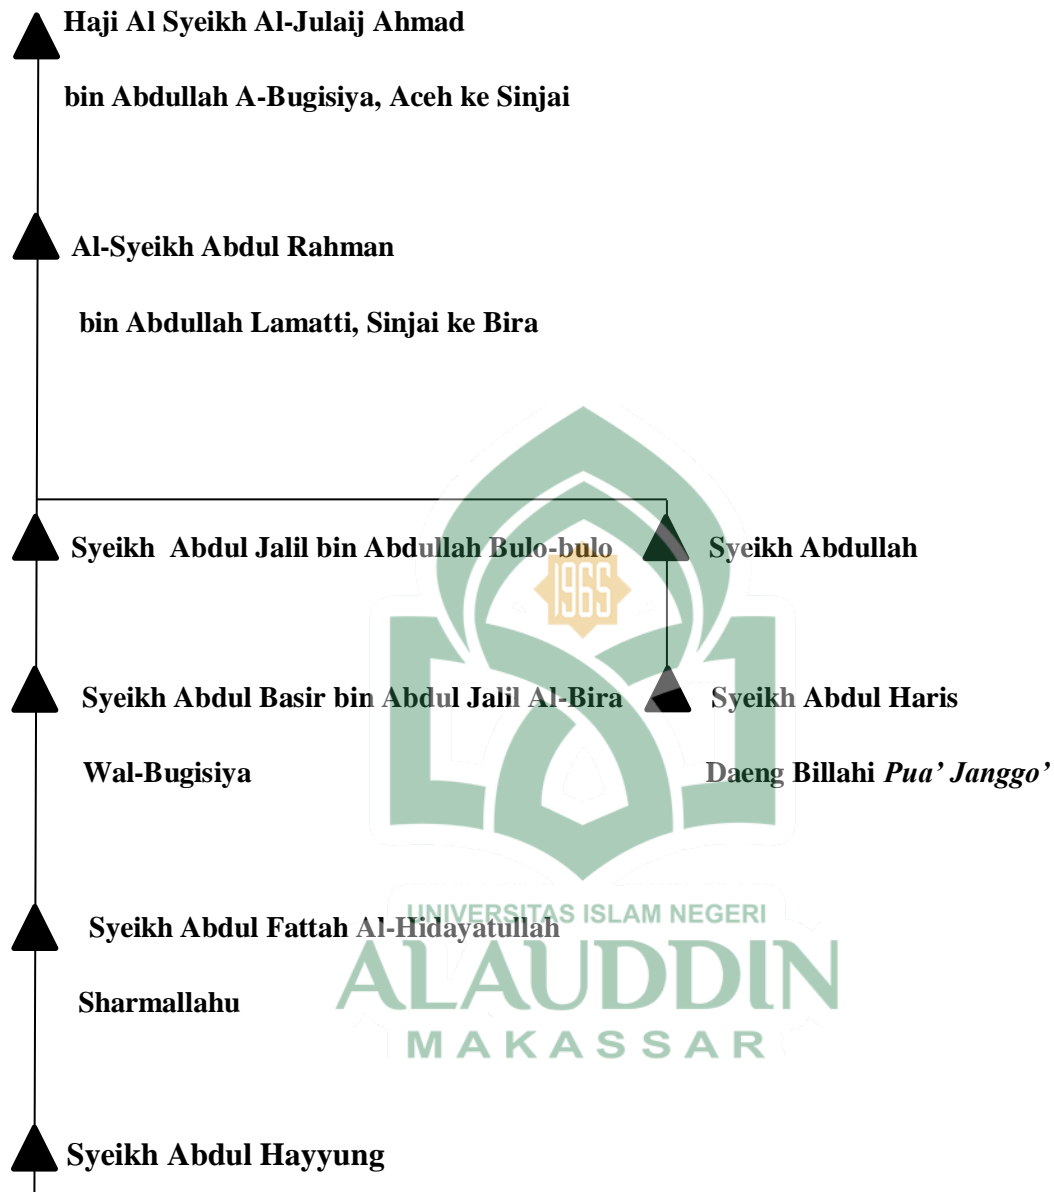 Haji Al Syeikh Al-Julaij Ahmad
bin Abdullah A-Bugisiya, Aceh ke Sinjai
Al-Syeikh Abdul Rahman
bin Abdullah Lamatti, Sinjai ke Bira
Syeikh Abdul Jalil bin Abdullah Bulo-bulo
Syeikh Abdullah
1965
Syeikh Abdul Basir bin Abdul Jalil Al-Bira
Wal-Bugisiya
Syeikh Abdul Haris
Daeng Billahi Pua’ Janggo’
UNIVERSITAS ISLAM NEGERI
Syeikh Abdul Fattah Al-Hidayatullah
Sharmallahu
ALAUDDIN
MAKASSAR
Syeikh Abdul Hayyung